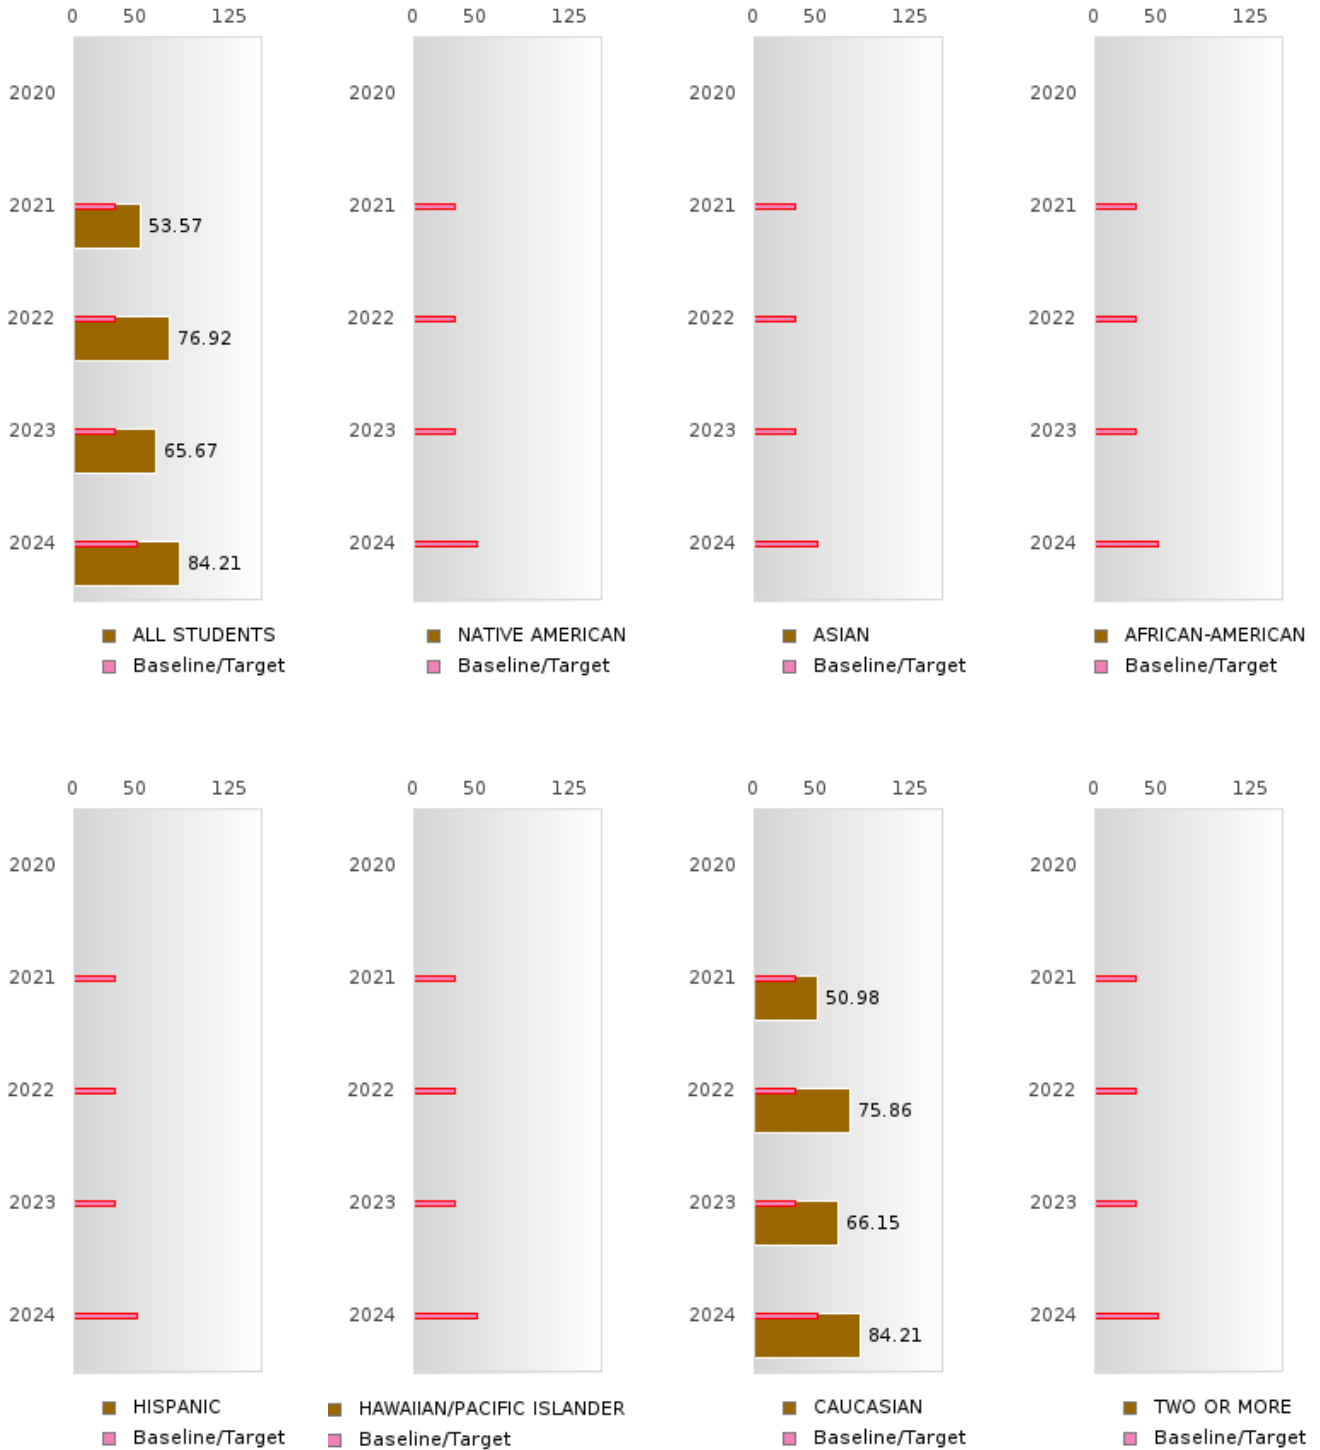 0 50 125 0 50 125 0 50 125 0 50 125
2020 2020 2020 2020
2021 2021 2021 2021
53.57
2022 2022 2022 2022
76.92
2023 2023 2023 2023
65.67
2024 2024 2024 2024
84.21
ALL STUDENTS NATIVE AMERICAN ASIAN AFRICAN-AMERICAN
Baseline/Target Baseline/Target Baseline/Target Baseline/Target
0 50 125 0 50 125 0 50 125 0 50 125
2020 2020 2020 2020
2021 2021 2021 2021
50.98
2022 2022 2022 2022
75.86
2023 2023 2023 2023
66.15
2024 2024 2024 2024
84.21
HISPANIC HAWAIIAN/PACIFIC ISLANDER CAUCASIAN TWO OR MORE
Baseline/Target Baseline/Target Baseline/Target Baseline/Target